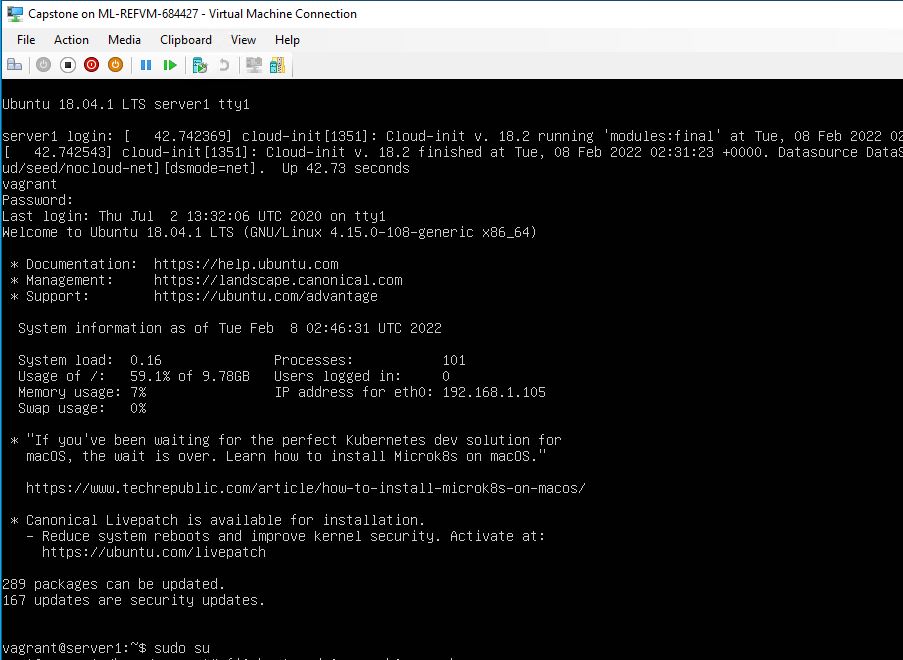 Capstone on ML-REFVM-684427 - Virtual Machine Connection
File Action Media Clipboard View Help
Ubuntu 18.04.1 LTS server1 tty1
server1 login: [   42.742369] cloud-init[1351]: Cloud-init v. 18.2 running 'modules:final' at Tue, 08 Feb 2022 02
[   42.742543] cloud-init[1351]: Cloud-init v. 18.2 finished at Tue, 08 Feb 2022 02:31:23 +0000. Datasource DataS
ud/seed/nocloud-net][dsmode=net].  Up 42.73 seconds
vagrant
Password:
Last login: Thu Jul  2 13:32:06 UTC 2020 on tty1
Welcome to Ubuntu 18.04.1 LTS (GNU/Linux 4.15.0-108-generic x86_64)
* Documentation:  https://help.ubuntu.com
* Management:     https://landscape.canonical.com
* Support:        https://ubuntu.com/advantage
System information as of Tue Feb  8 02:46:31 UTC 2022
System load:  0.16              Processes:           101
Usage of /:   59.1% of 9.78GB   Users logged in:     0
Memory usage: 7%                IP address for eth0: 192.168.1.105
Swap usage:   0%
* "If you've been waiting for the perfect Kubernetes dev solution for
macOS, the wait is over. Learn how to install Microk8s on macOS."
https://www.techrepublic.com/article/how-to-install-microk8s-on-macos/
* Canonical Livepatch is available for installation.
- Reduce system reboots and improve kernel security. Activate at:
https://ubuntu.com/livepatch
289 packages can be updated.
167 updates are security updates.
vagrant@server1:~$ sudo su